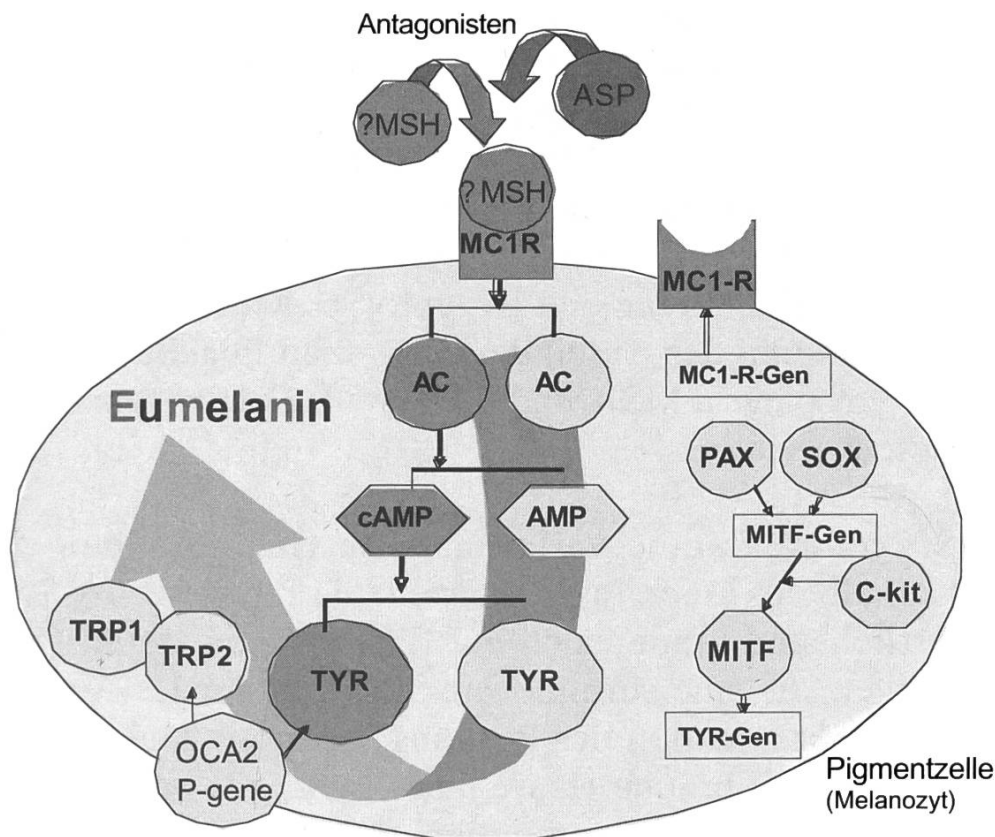 Antagonisten
?MSH
ASP
? MSH
MC1R
MC1-R
MC1-R-Gen
AC
AC
Eumelanin
PAX
SOX
cAMP
AMP
MITF-Gen
C-kit
TRP1
TRP2
TYR
TYR
MITF
OCA2
P-gene
TYR-Gen
Pigmentzelle
(Melanozyt)